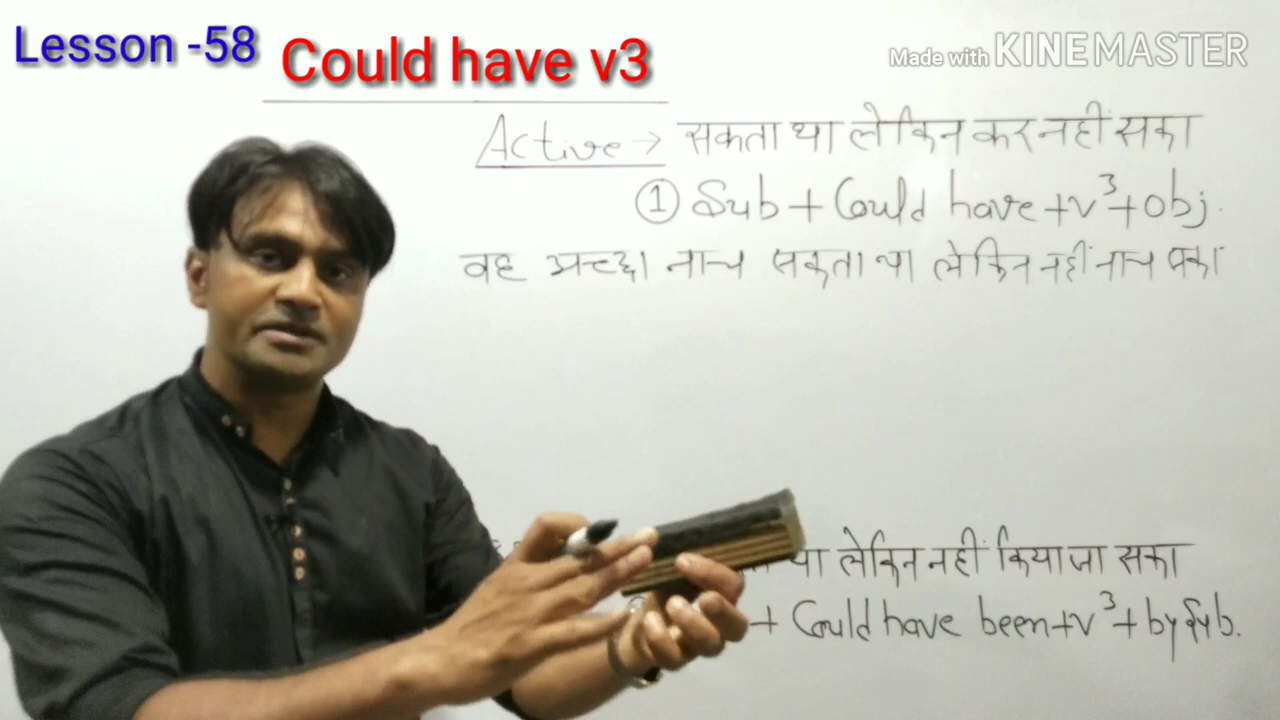 Lesson -58
Could have v3
Made with KINEMASTER
Active → सकता था लेकिन कर नहीं सका
① Sub + Could have + v³ + obj.
वह अच्छा नाच सकता था लेकिन नहीं नाच सका
था लेकिन नहीं किया जा सका
+ Could have been + v³ + by Sub.